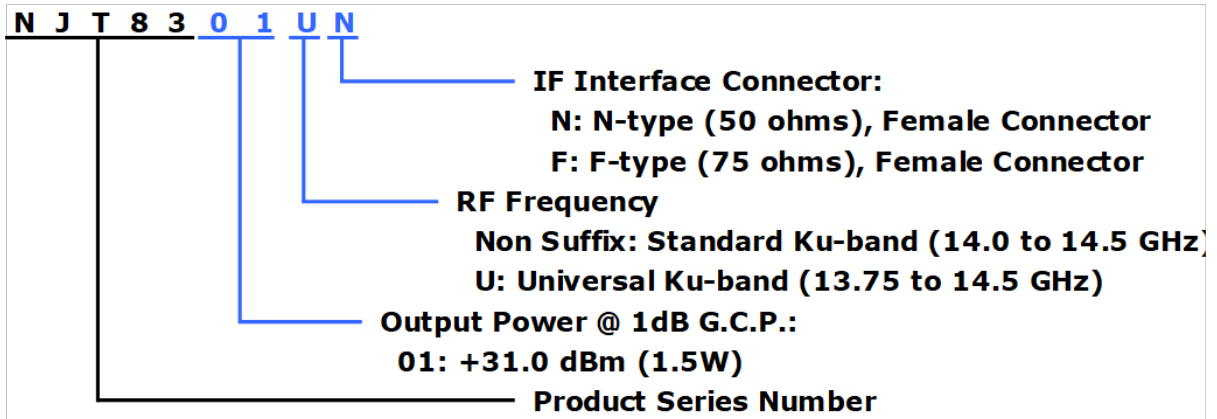 N J T 8 3 0 1 U N
IF Interface Connector:
N: N-type (50 ohms), Female Connector
F: F-type (75 ohms), Female Connector
RF Frequency
Non Suffix: Standard Ku-band (14.0 to 14.5 GHz)
U: Universal Ku-band (13.75 to 14.5 GHz)
Output Power @ 1dB G.C.P.:
01: +31.0 dBm (1.5W)
Product Series Number